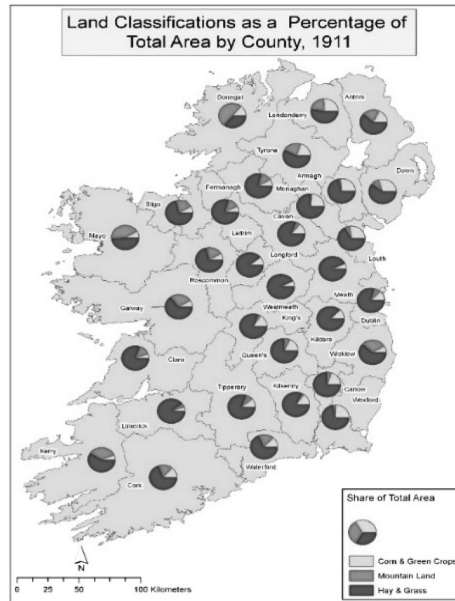 Land Classifications as a Percentage of
Total Area by County, 1911
Donegal
Londonderry
Antrim
Tyrone
Armagh
Down
Fermanagh
Monaghan
Sligo
Cavan
Mayo
Leitrim
Longford
Louth
Roscommon
Meath
Westmeath
Galway
King's
Dublin
Kildare
Wicklow
Queen's
Clare
Carlow
Tipperary
Kilkenny
Wexford
Limerick
Kerry
Waterford
Cork
N
0 25 50 100 Kilometers
Share of Total Area
Corn & Green Crops
Mountain Land
Hay & Grass